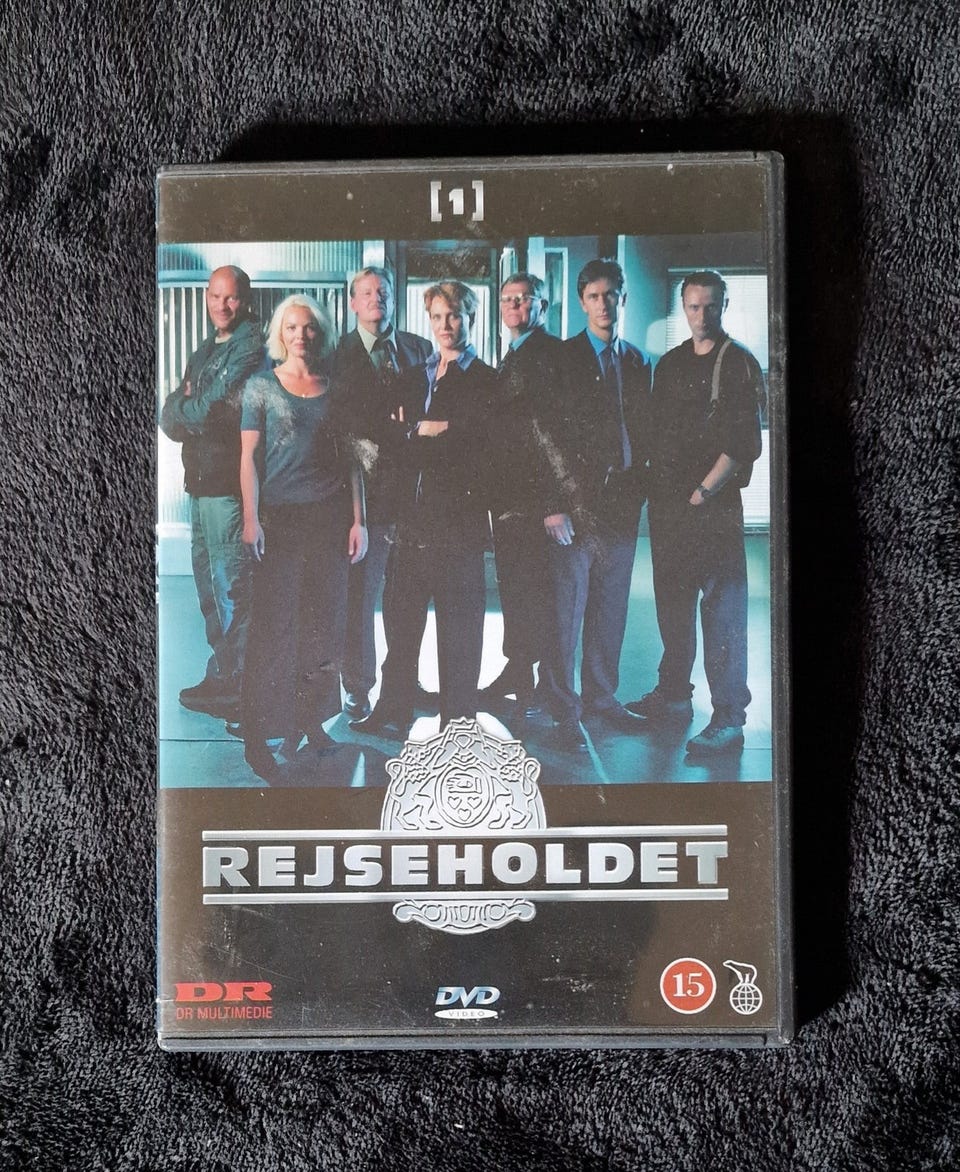 [1]
REJSEHOLDET
DR
DR MULTIMEDIE
DVD
VIDEO
15